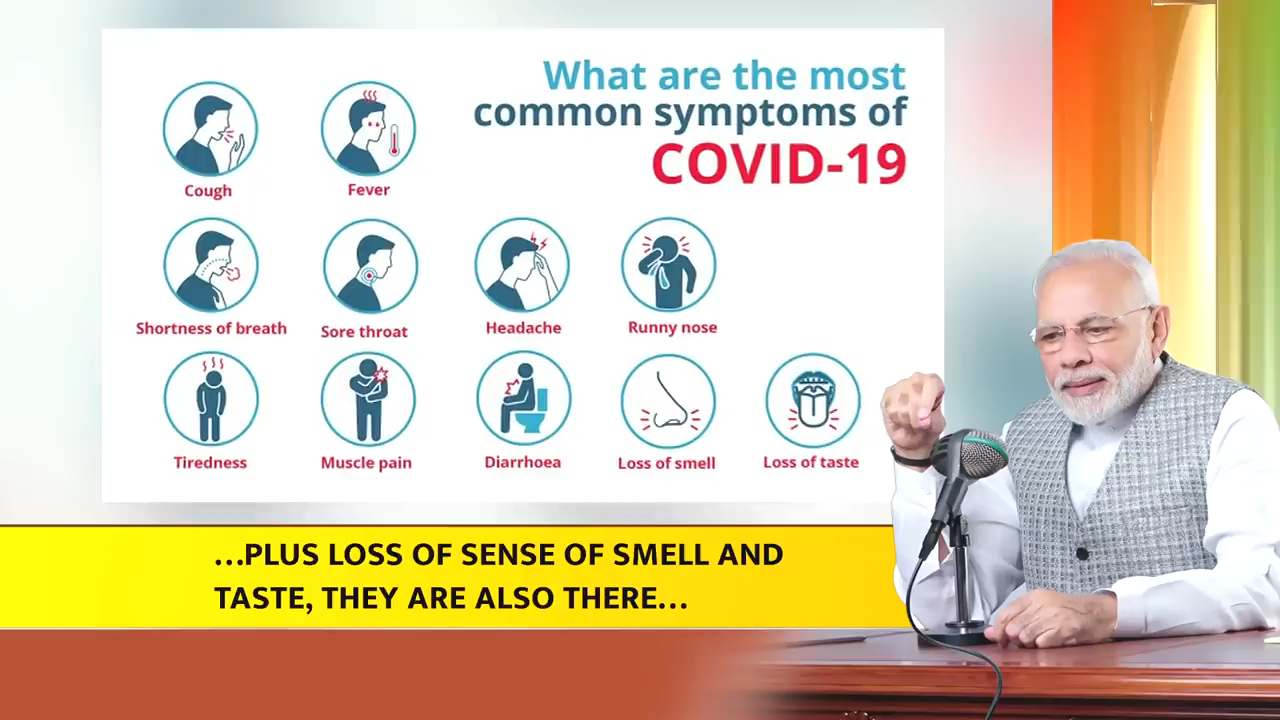 What are the most
common symptoms of
COVID-19
Cough
Fever
Shortness of breath
Sore throat
Headache
Runny nose
Tiredness
Muscle pain
Diarrhoea
Loss of smell
Loss of taste
...PLUS LOSS OF SENSE OF SMELL AND
TASTE, THEY ARE ALSO THERE...